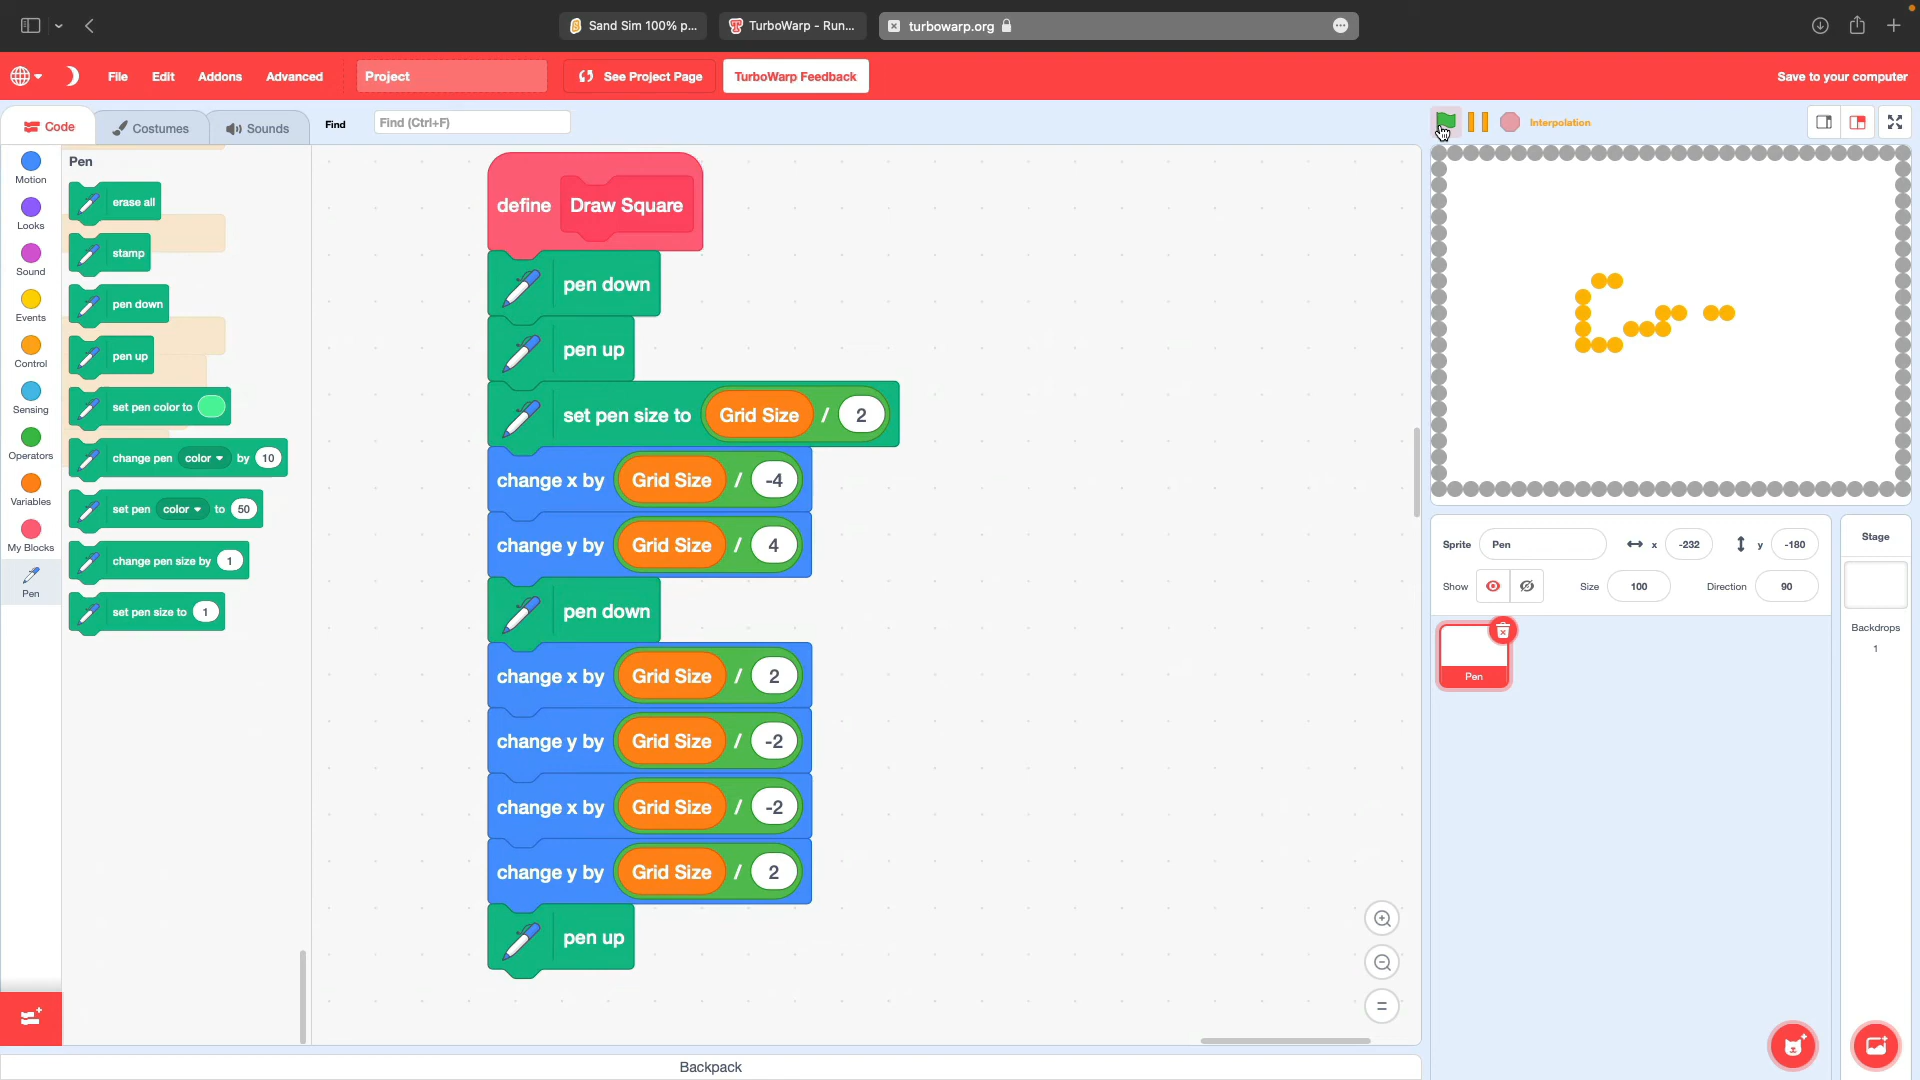 Sand Sim 100% p...
TurboWarp - Run...
turbowarp.org
File
Edit
Addons
Advanced
Project
See Project Page
TurboWarp Feedback
Save to your computer
Code
Costumes
Sounds
Find
Find (Ctrl+F)
Interpolation
Motion
Looks
Sound
Events
Control
Sensing
Operators
Variables
My Blocks
Pen
Pen
erase all
stamp
pen down
pen up
set pen color to
change pen color by 10
set pen color to 50
change pen size by 1
set pen size to 1
define Draw Square
pen down
pen up
set pen size to Grid Size / 2
change x by Grid Size / -4
change y by Grid Size / 4
pen down
change x by Grid Size / 2
change y by Grid Size / -2
change x by Grid Size / -2
change y by Grid Size / 2
pen up
Sprite Pen x -232 y -180
Show Size 100 Direction 90
Pen
Stage
Backdrops
1
Backpack